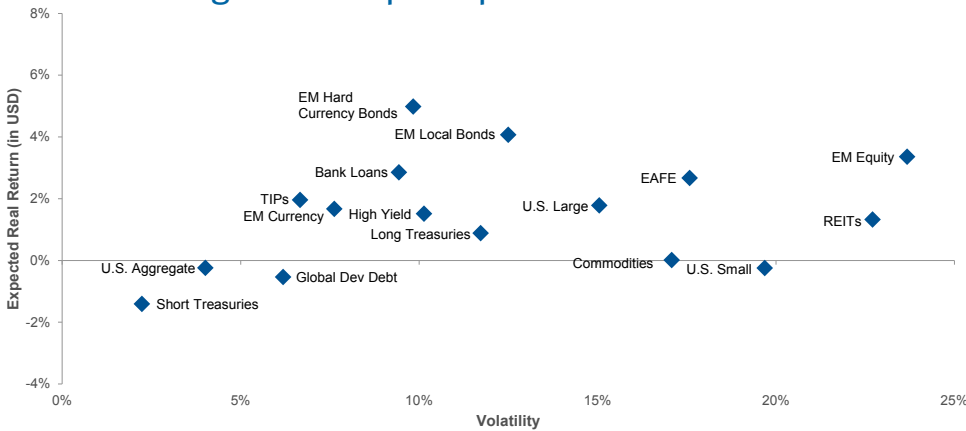 8%
6%
4%
2%
0%
-2%
-4%
Expected Real Return (in USD)
EM Hard
Currency Bonds
EM Local Bonds
EM Equity
Bank Loans
EAFE
TIPs
U.S. Large
EM Currency
High Yield
REITs
Long Treasuries
Commodities
U.S. Small
U.S. Aggregate
Global Dev Debt
Short Treasuries
0%
5%
10%
15%
20%
25%
Volatility